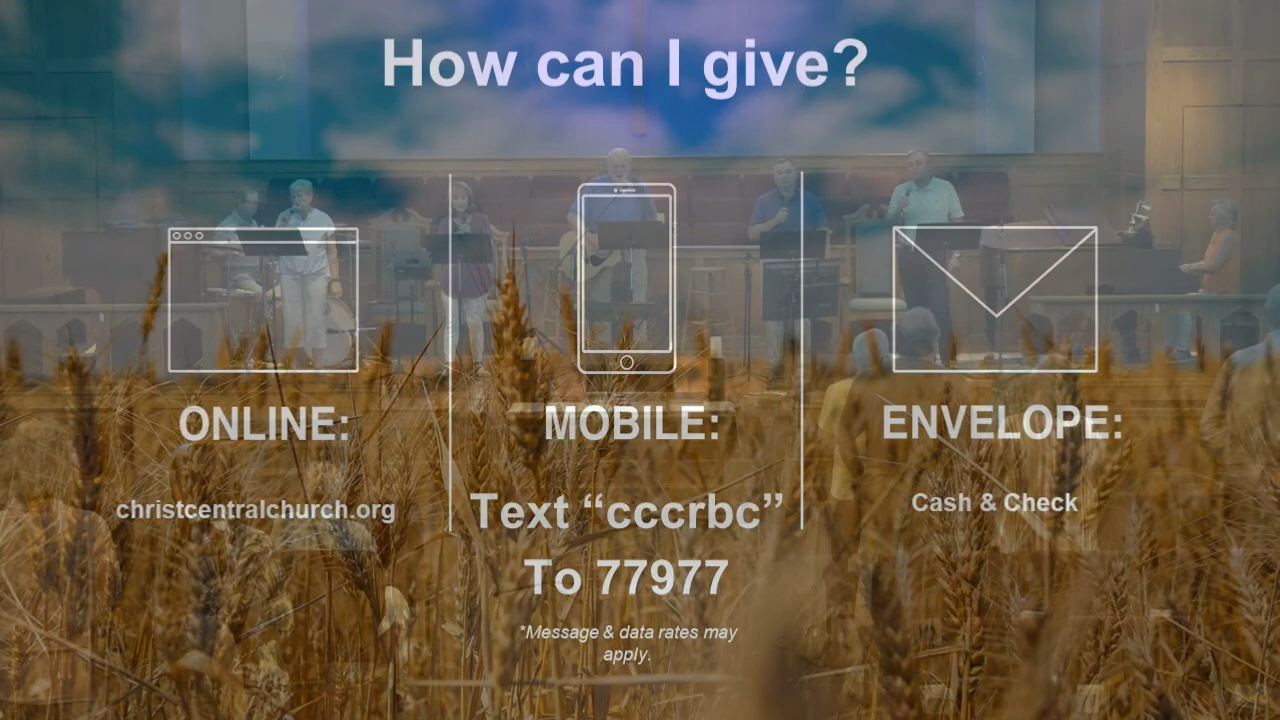 How can I give?
ONLINE:
christcentralchurch.org
MOBILE:
Text “cccrbc”
To 77977
*Message & data rates may
apply.
ENVELOPE:
Cash & Check